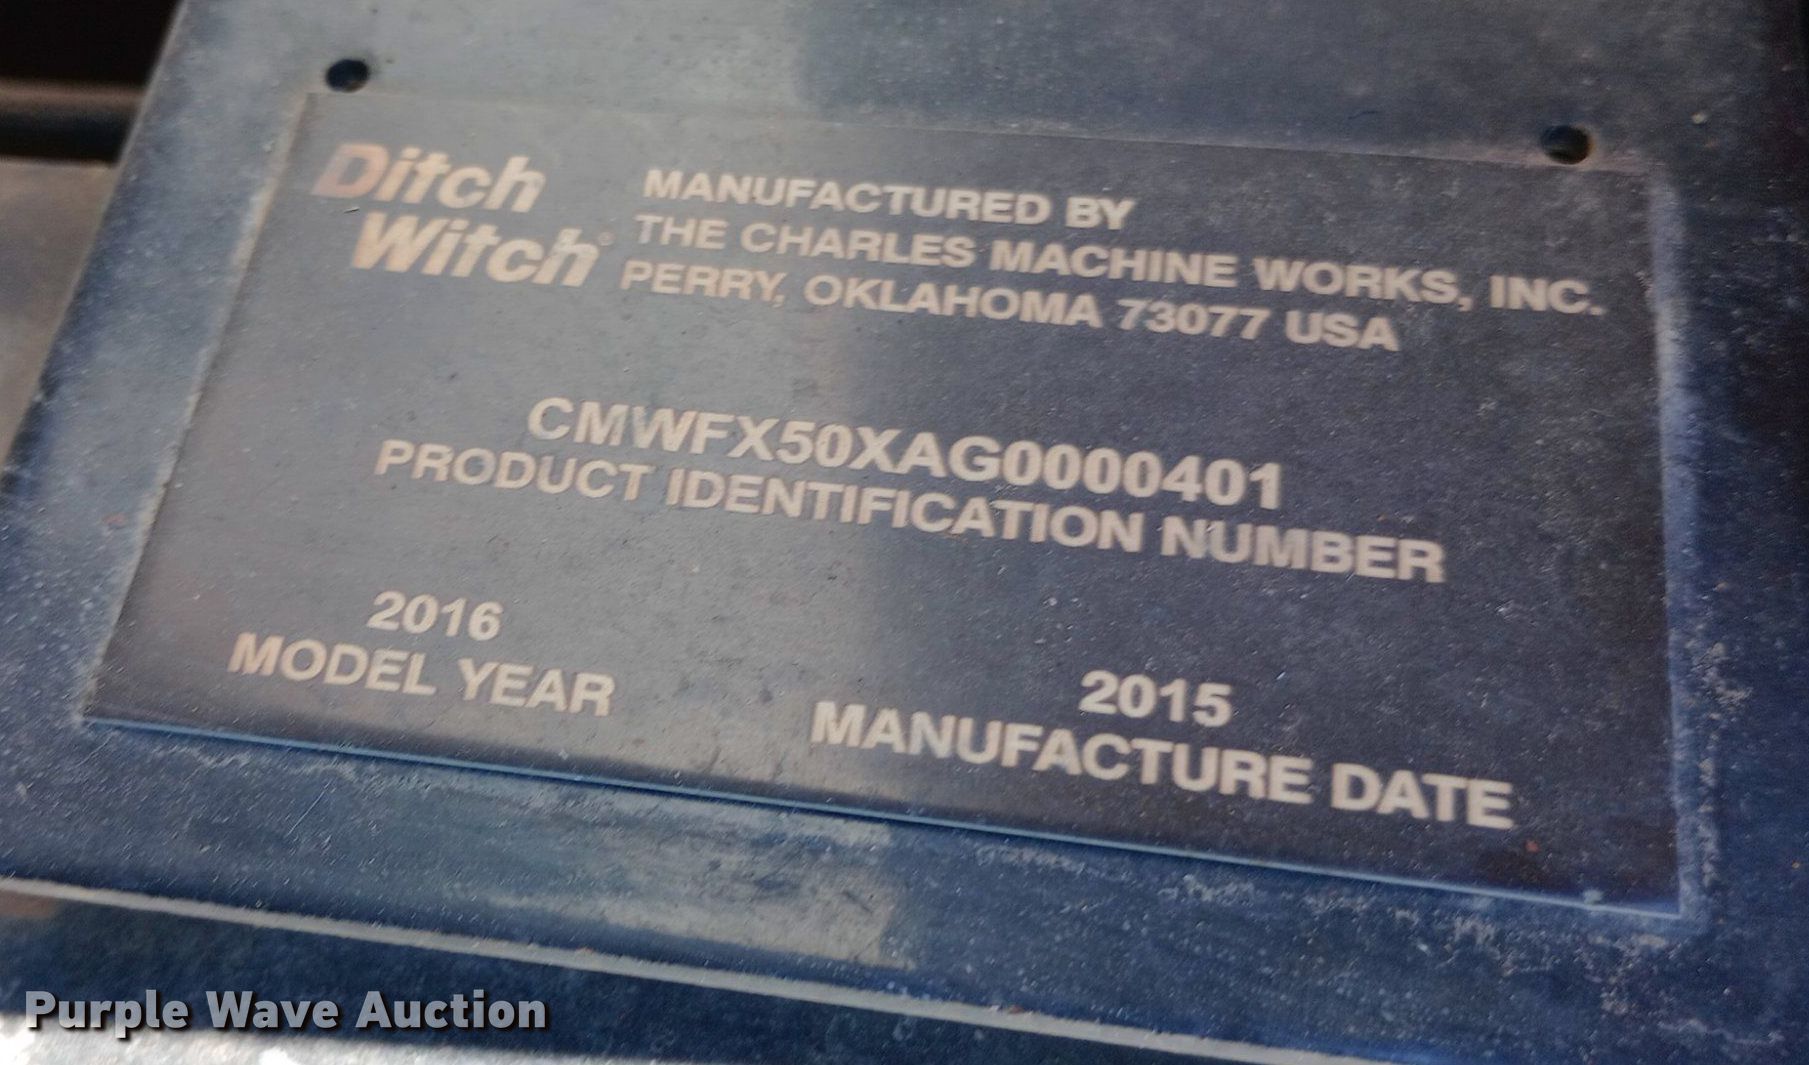 Ditch
Witch®
MANUFACTURED BY
THE CHARLES MACHINE WORKS, INC.
PERRY, OKLAHOMA 73077 USA
CMWFX50XAG0000401
PRODUCT IDENTIFICATION NUMBER
2016
MODEL YEAR
2015
MANUFACTURE DATE
Purple Wave Auction